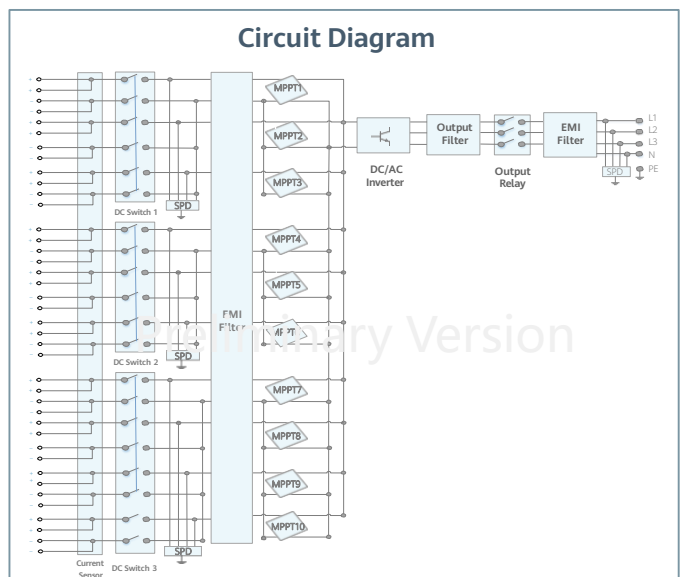 Circuit Diagram
MPPT1
MPPT2
MPPT3
DC Switch 1
SPD
MPPT4
MPPT5
DC Switch 2
SPD
EMI
Filter
MPPT7
MPPT8
MPPT9
MPPT10
SPD
Current
Sensor
DC Switch 3
DC/AC
Inverter
Output
Filter
Output
Relay
EMI
Filter
SPD
L1
L2
L3
N
PE
Preliminary Version